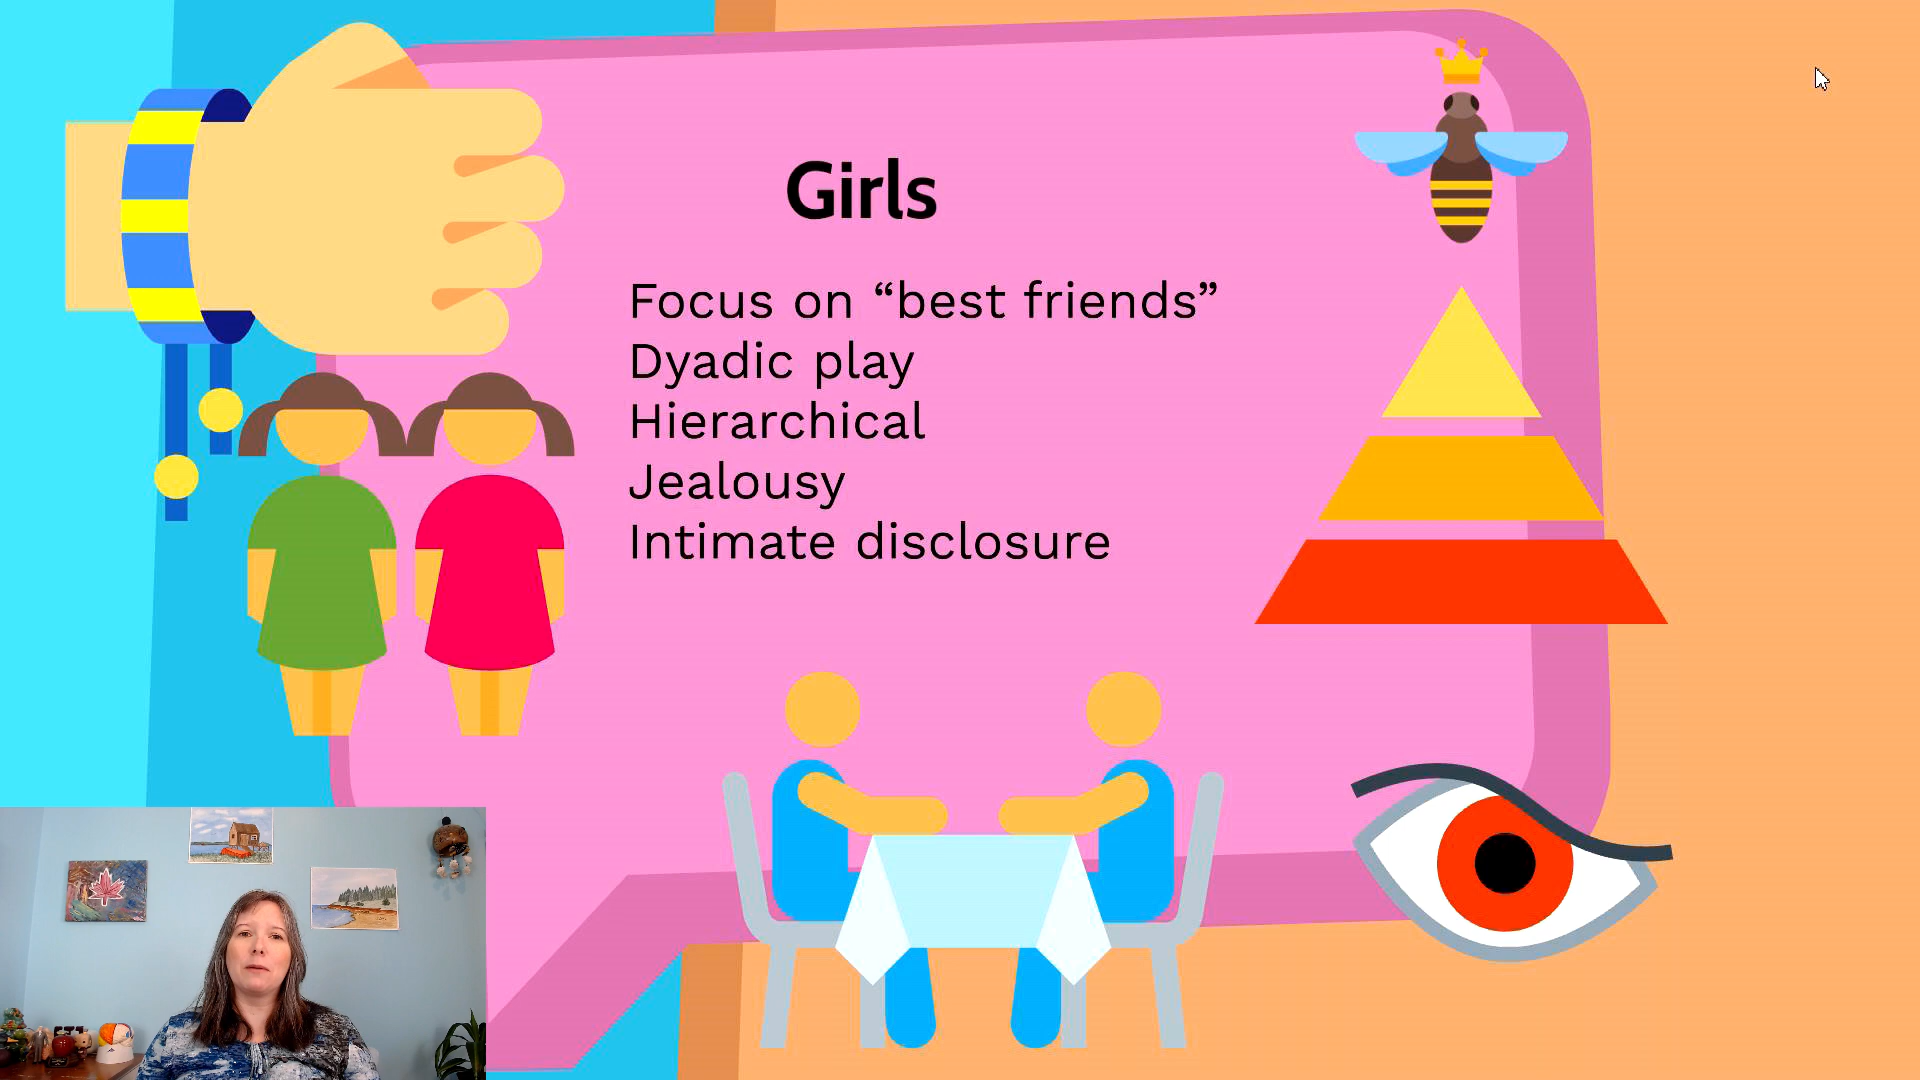 Girls
Focus on “best friends”
Dyadic play
Hierarchical
Jealousy
Intimate disclosure